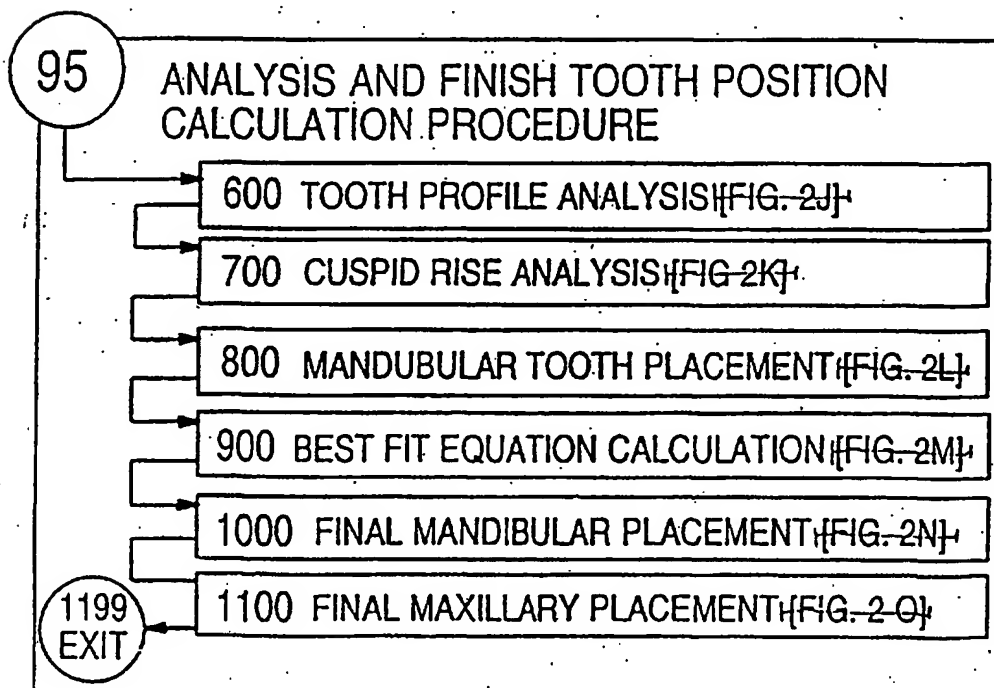 95
ANALYSIS AND FINISH TOOTH POSITION
CALCULATION PROCEDURE
600 TOOTH PROFILE ANALYSIS [FIG. 2J]
700 CUSPID RISE ANALYSIS [FIG 2K]
800 MANDUBULAR TOOTH PLACEMENT [FIG. 2L]
900 BEST FIT EQUATION CALCULATION [FIG. 2M]
1000 FINAL MANDIBULAR PLACEMENT [FIG. 2N]
1100 FINAL MAXILLARY PLACEMENT [FIG. 2-O]
1199
EXIT